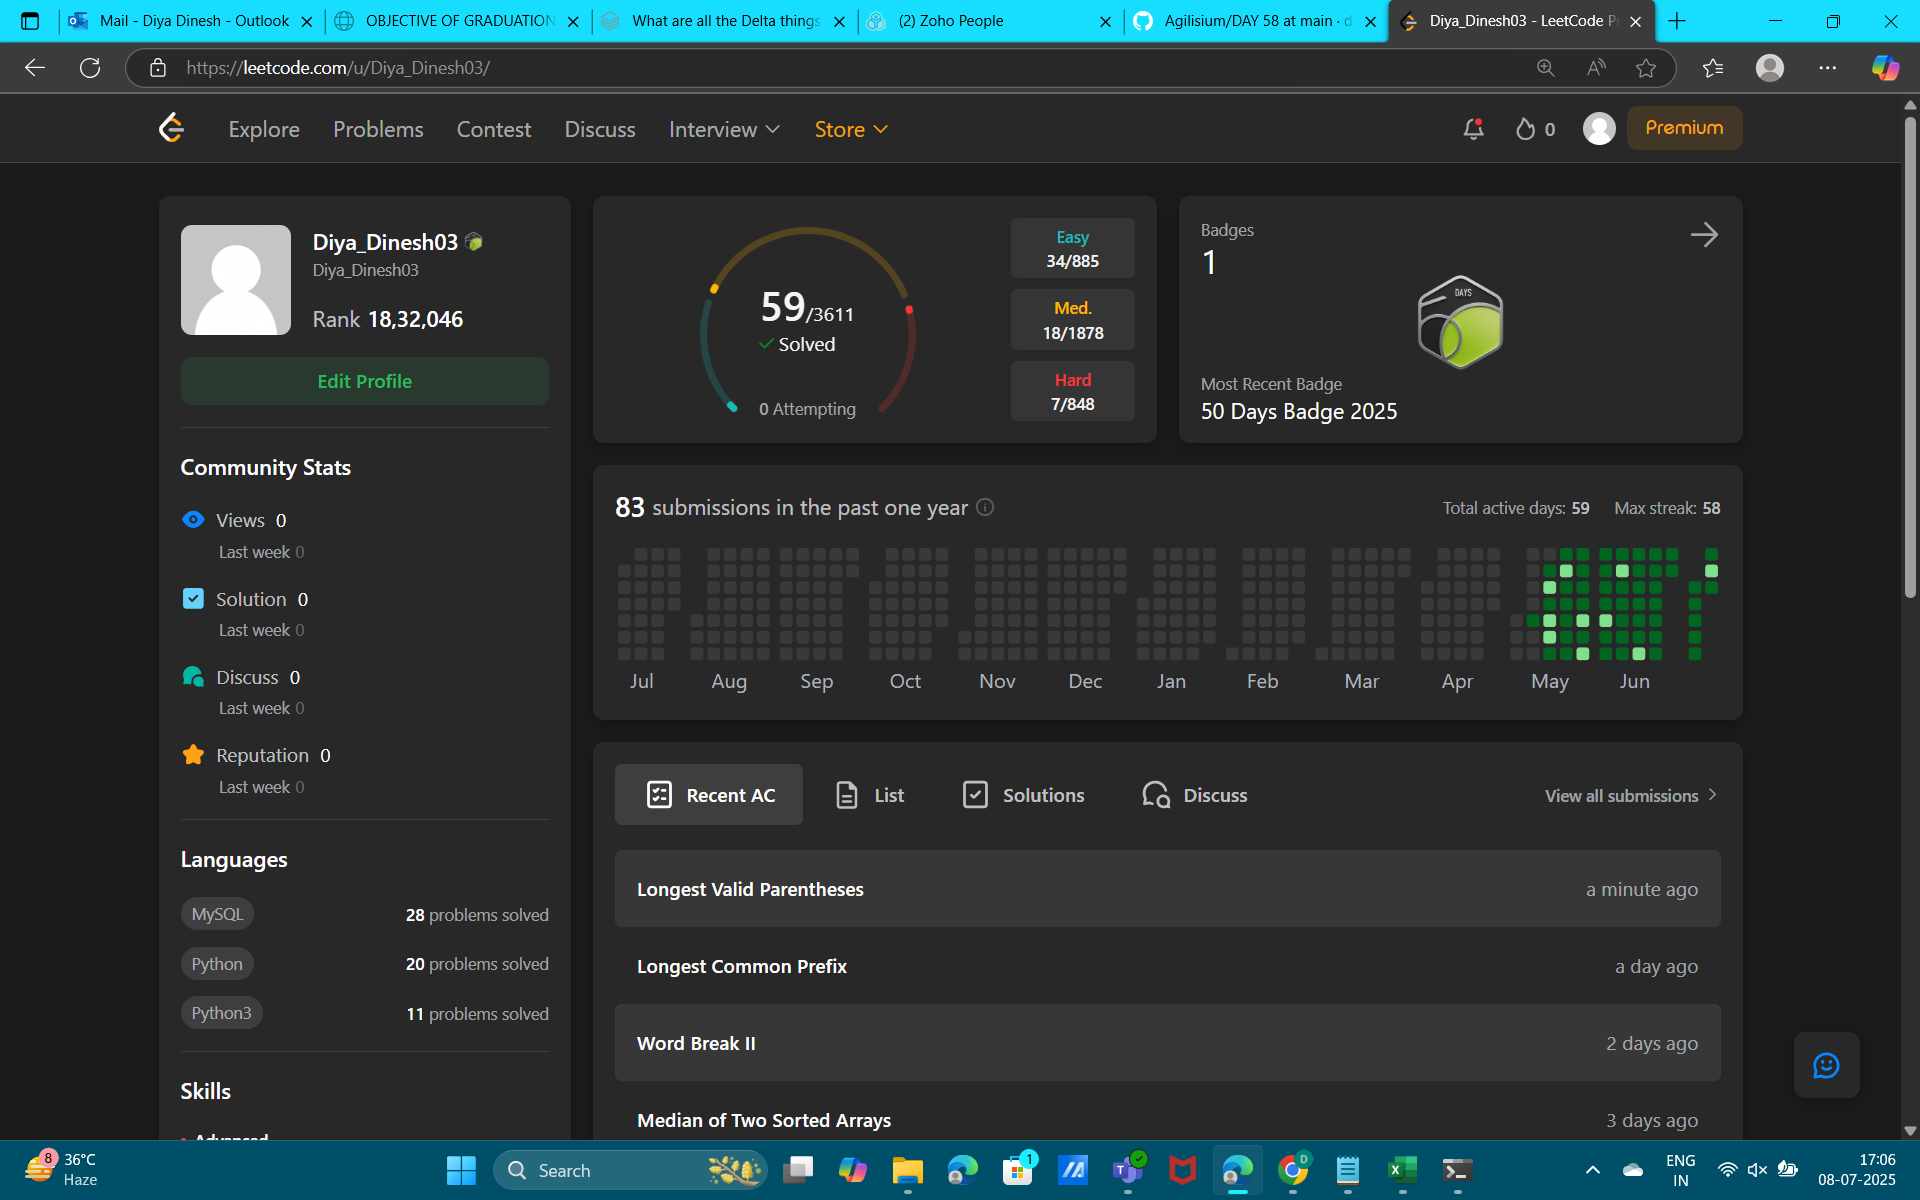 Mail - Diya Dinesh - Outlook
OBJECTIVE OF GRADUATION
What are all the Delta things
(2) Zoho People
Agilisium/DAY 58 at main · d
Diya_Dinesh03 - LeetCode P
https://leetcode.com/u/Diya_Dinesh03/
Explore
Problems
Contest
Discuss
Interview
Store
0
Premium
Diya_Dinesh03
Diya_Dinesh03
Rank 18,32,046
Edit Profile
Community Stats
Views 0
Last week 0
Solution 0
Last week 0
Discuss 0
Last week 0
Reputation 0
Last week 0
Languages
MySQL 28 problems solved
Python 20 problems solved
Python3 11 problems solved
Skills
Advanced
59/3611
Solved
0 Attempting
Easy
34/885
Med.
18/1878
Hard
7/848
Badges
1
DAYS
Most Recent Badge
50 Days Badge 2025
83 submissions in the past one year
Total active days: 59 Max streak: 58
Jul Aug Sep Oct Nov Dec Jan Feb Mar Apr May Jun
Recent AC
List
Solutions
Discuss
View all submissions
Longest Valid Parentheses a minute ago
Longest Common Prefix a day ago
Word Break II 2 days ago
Median of Two Sorted Arrays 3 days ago
8
36°C
Haze
Search
1
D
ENG
IN
17:06
08-07-2025